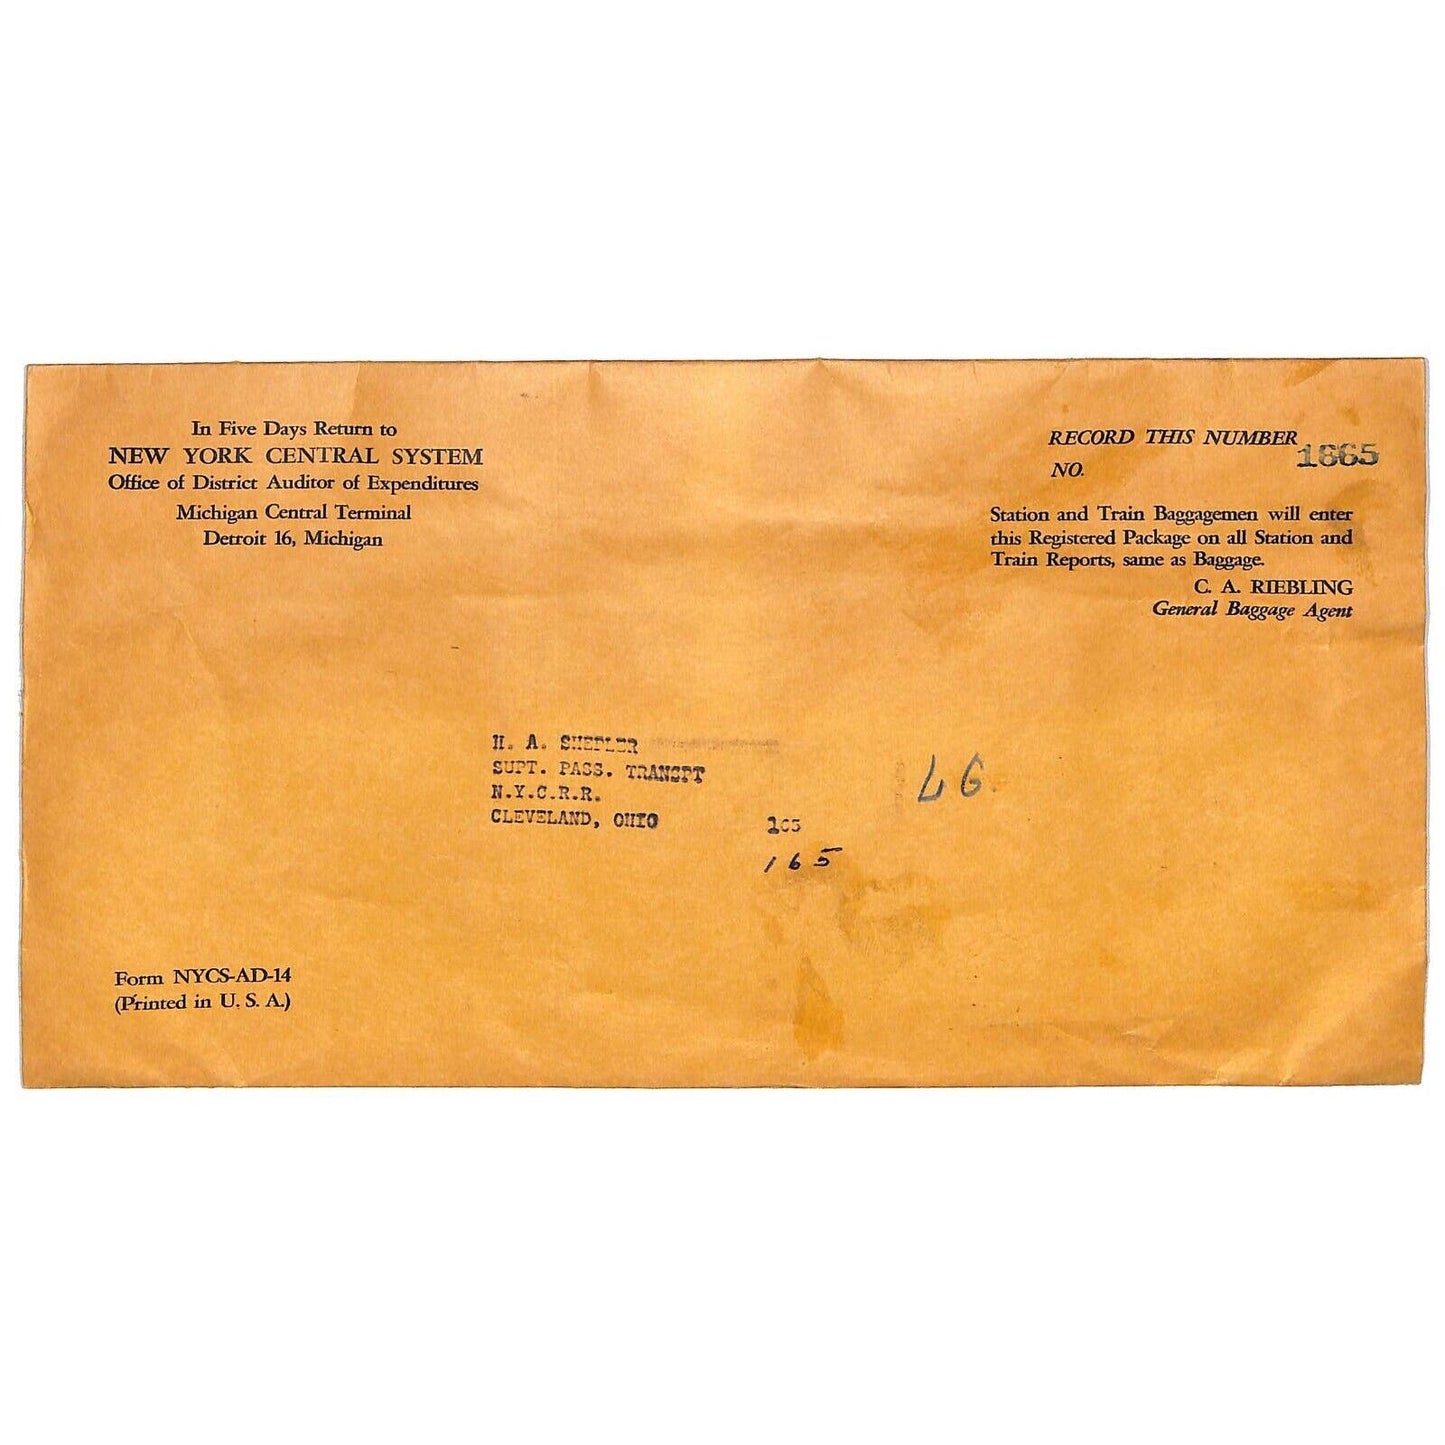 In Five Days Return to
NEW YORK CENTRAL SYSTEM
Office of District Auditor of Expenditures
Michigan Central Terminal
Detroit 16, Michigan
RECORD THIS NUMBER
NO. 1665
Station and Train Baggagemen will enter
this Registered Package on all Station and
Train Reports, same as Baggage.
C. A. RIEBLING
General Baggage Agent
H. A. SHEPLER
SUPT. PASS. TRANSPT
N.Y.C.R.R.
CLEVELAND, OHIO
165
165
LG
Form NYCS-AD-14
(Printed in U. S. A.)